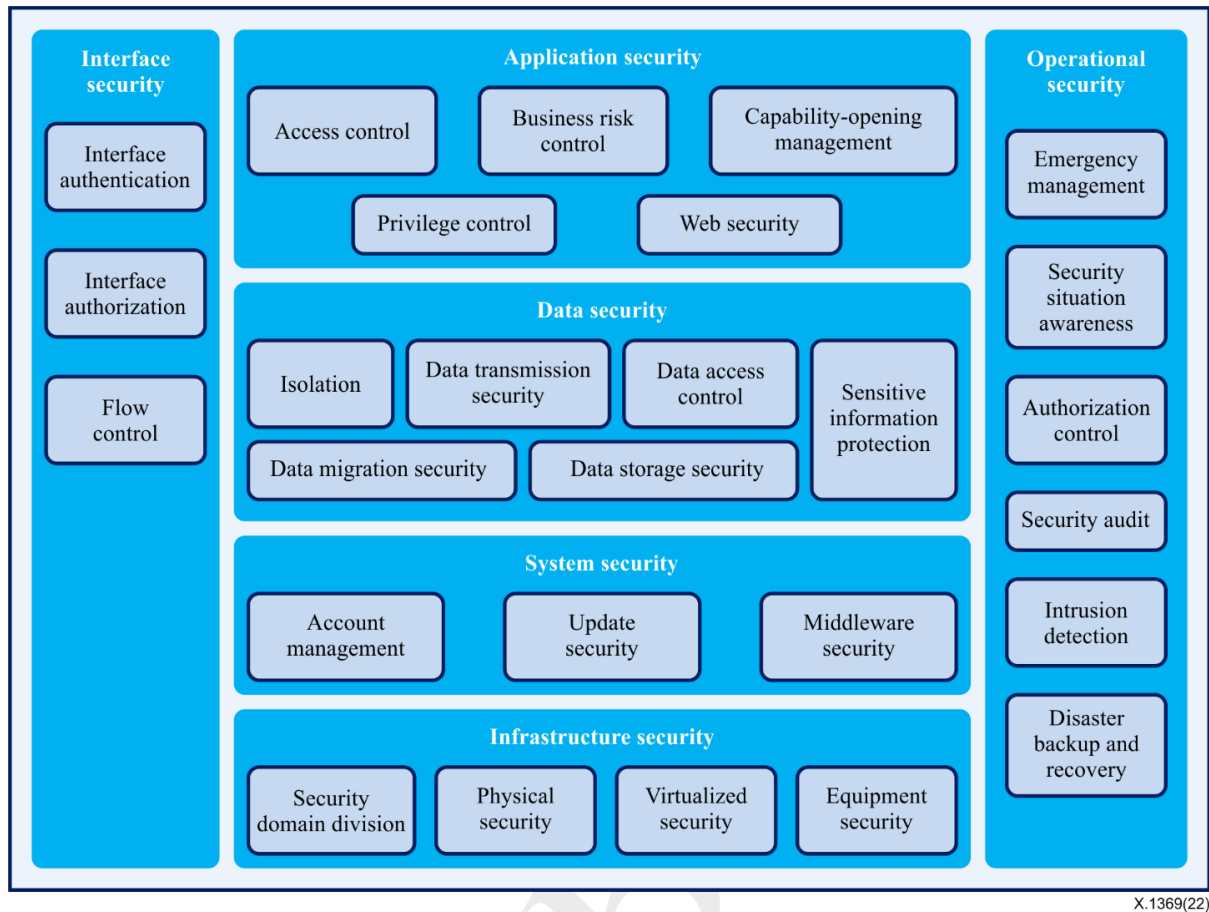 Interface
security
Interface
authentication
Interface
authorization
Flow
control
Application security
Access control
Business risk
control
Capability-opening
management
Privilege control
Web security
Data security
Isolation
Data transmission
security
Data access
control
Sensitive
information
protection
Data migration security
Data storage security
System security
Account
management
Update
security
Middleware
security
Infrastructure security
Security
domain division
Physical
security
Virtualized
security
Equipment
security
Operational
security
Emergency
management
Security
situation
awareness
Authorization
control
Security audit
Intrusion
detection
Disaster
backup and
recovery
X.1369(22)